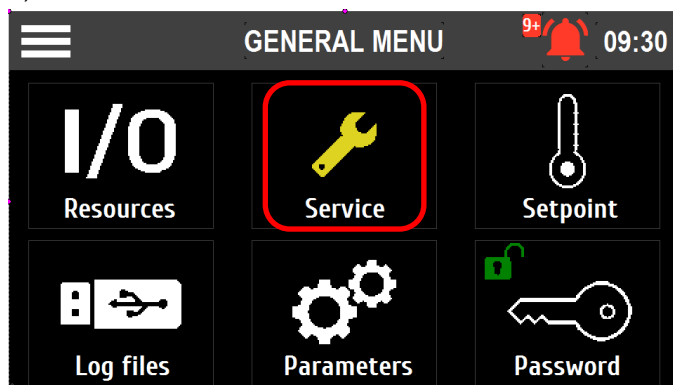 GENERAL MENU 9+ 09:30
I/O
Resources Service Setpoint
Log files Parameters Password